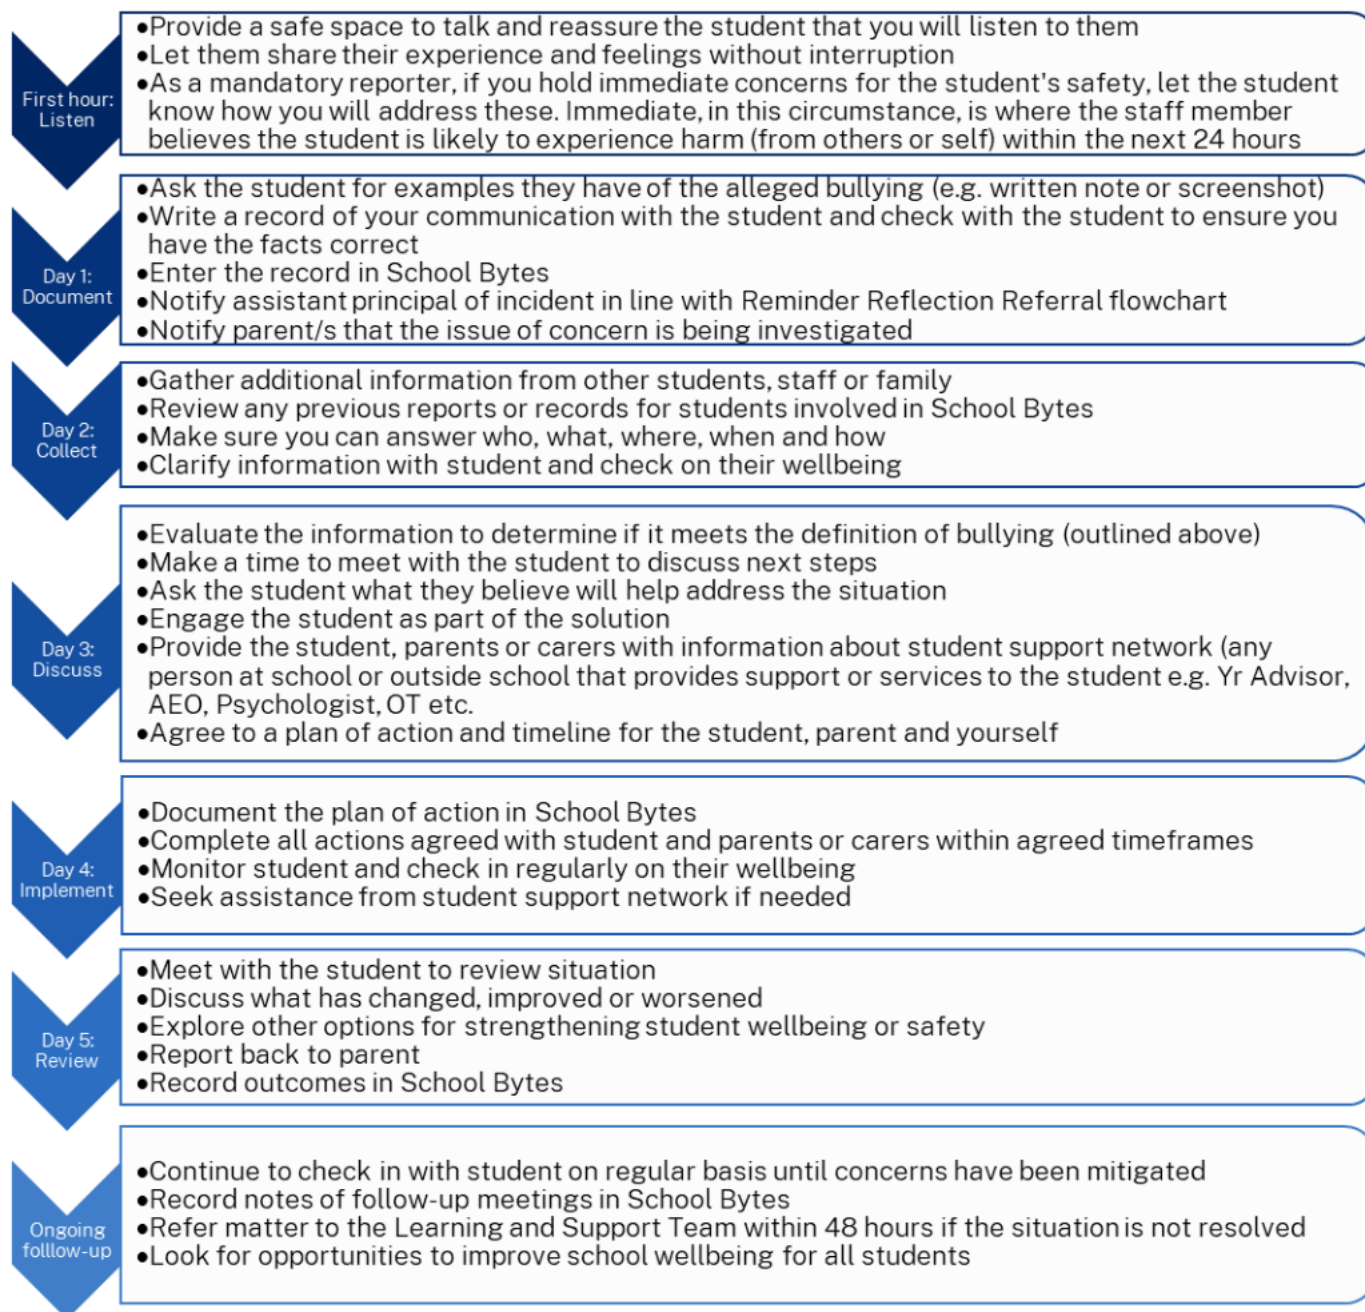 First hour:
Listen
•Provide a safe space to talk and reassure the student that you will listen to them
•Let them share their experience and feelings without interruption
•As a mandatory reporter, if you hold immediate concerns for the student's safety, let the student
know how you will address these. Immediate, in this circumstance, is where the staff member
believes the student is likely to experience harm (from others or self) within the next 24 hours
Day 1:
Document
•Ask the student for examples they have of the alleged bullying (e.g. written note or screenshot)
•Write a record of your communication with the student and check with the student to ensure you
have the facts correct
•Enter the record in School Bytes
•Notify assistant principal of incident in line with Reminder Reflection Referral flowchart
•Notify parent/s that the issue of concern is being investigated
Day 2:
Collect
•Gather additional information from other students, staff or family
•Review any previous reports or records for students involved in School Bytes
•Make sure you can answer who, what, where, when and how
•Clarify information with student and check on their wellbeing
Day 3:
Discuss
•Evaluate the information to determine if it meets the definition of bullying (outlined above)
•Make a time to meet with the student to discuss next steps
•Ask the student what they believe will help address the situation
•Engage the student as part of the solution
•Provide the student, parents or carers with information about student support network (any
person at school or outside school that provides support or services to the student e.g. Yr Advisor,
AEO, Psychologist, OT etc.
•Agree to a plan of action and timeline for the student, parent and yourself
Day 4:
Implement
•Document the plan of action in School Bytes
•Complete all actions agreed with student and parents or carers within agreed timeframes
•Monitor student and check in regularly on their wellbeing
•Seek assistance from student support network if needed
Day 5:
Review
•Meet with the student to review situation
•Discuss what has changed, improved or worsened
•Explore other options for strengthening student wellbeing or safety
•Report back to parent
•Record outcomes in School Bytes
Ongoing
folllow-up
•Continue to check in with student on regular basis until concerns have been mitigated
•Record notes of follow-up meetings in School Bytes
•Refer matter to the Learning and Support Team within 48 hours if the situation is not resolved
•Look for opportunities to improve school wellbeing for all students